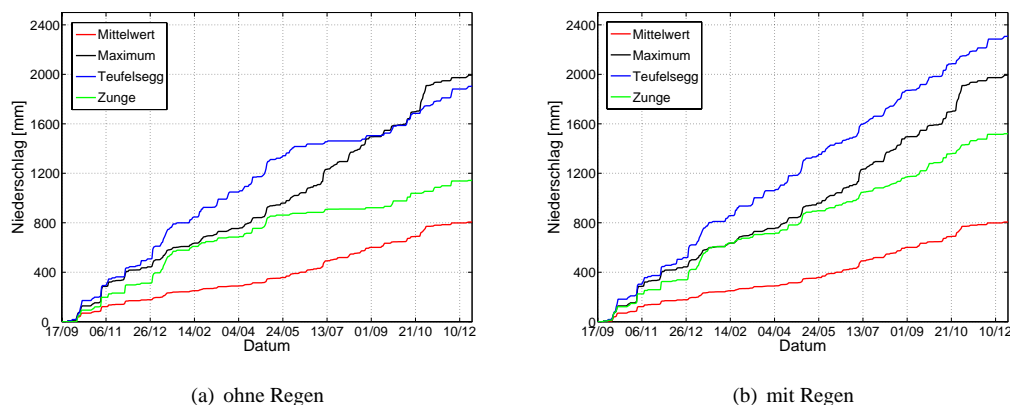 2400
2000
1600
1200
800
400
0
Niederschlag [mm]
Mittelwert
Maximum
Teufelsegg
Zunge
17/09 06/11 26/12 14/02 04/04 24/05 13/07 01/09 21/10 10/12
Datum
(a) ohne Regen
2400
2000
1600
1200
800
400
0
Niederschlag [mm]
Mittelwert
Maximum
Teufelsegg
Zunge
17/09 06/11 26/12 14/02 04/04 24/05 13/07 01/09 21/10 10/12
Datum
(b) mit Regen